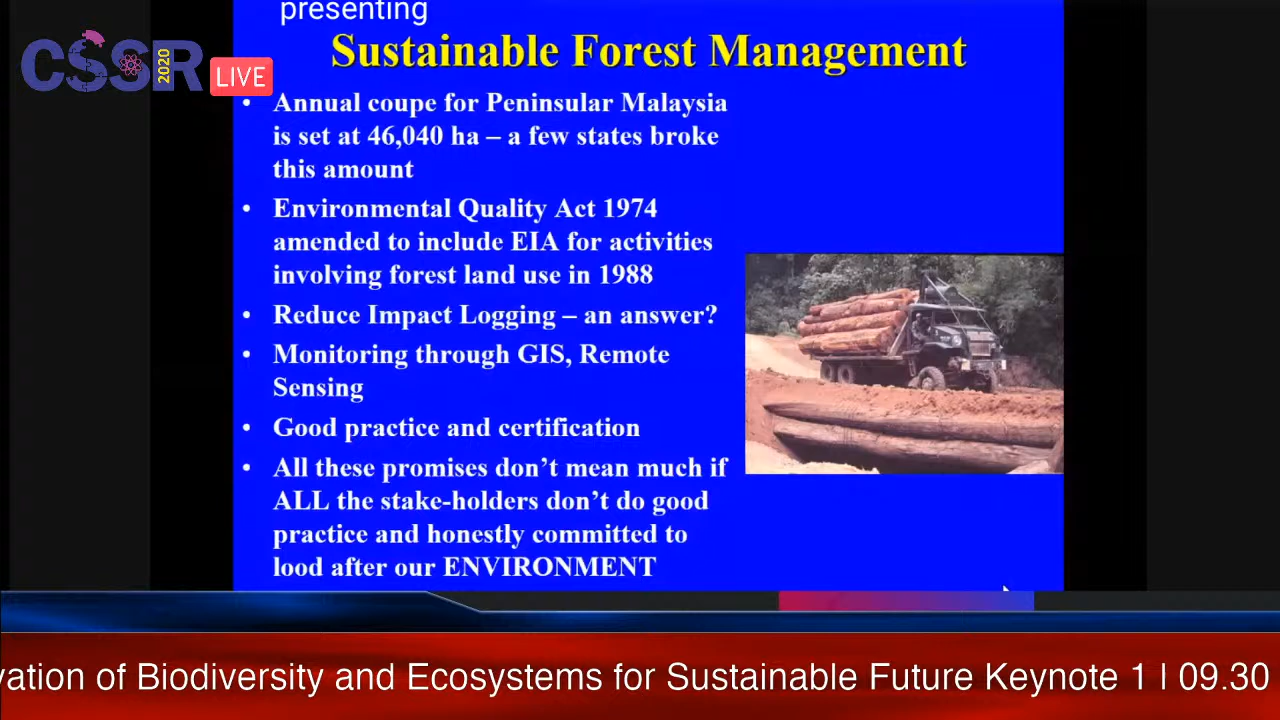 presenting
Sustainable Forest Management
CSSR 2020
LIVE
• Annual coupe for Peninsular Malaysia
is set at 46,040 ha – a few states broke
this amount
• Environmental Quality Act 1974
amended to include EIA for activities
involving forest land use in 1988
• Reduce Impact Logging – an answer?
• Monitoring through GIS, Remote
Sensing
• Good practice and certification
• All these promises don't mean much if
ALL the stake-holders don't do good
practice and honestly committed to
lood after our ENVIRONMENT
vation of Biodiversity and Ecosystems for Sustainable Future Keynote 1 I 09.30